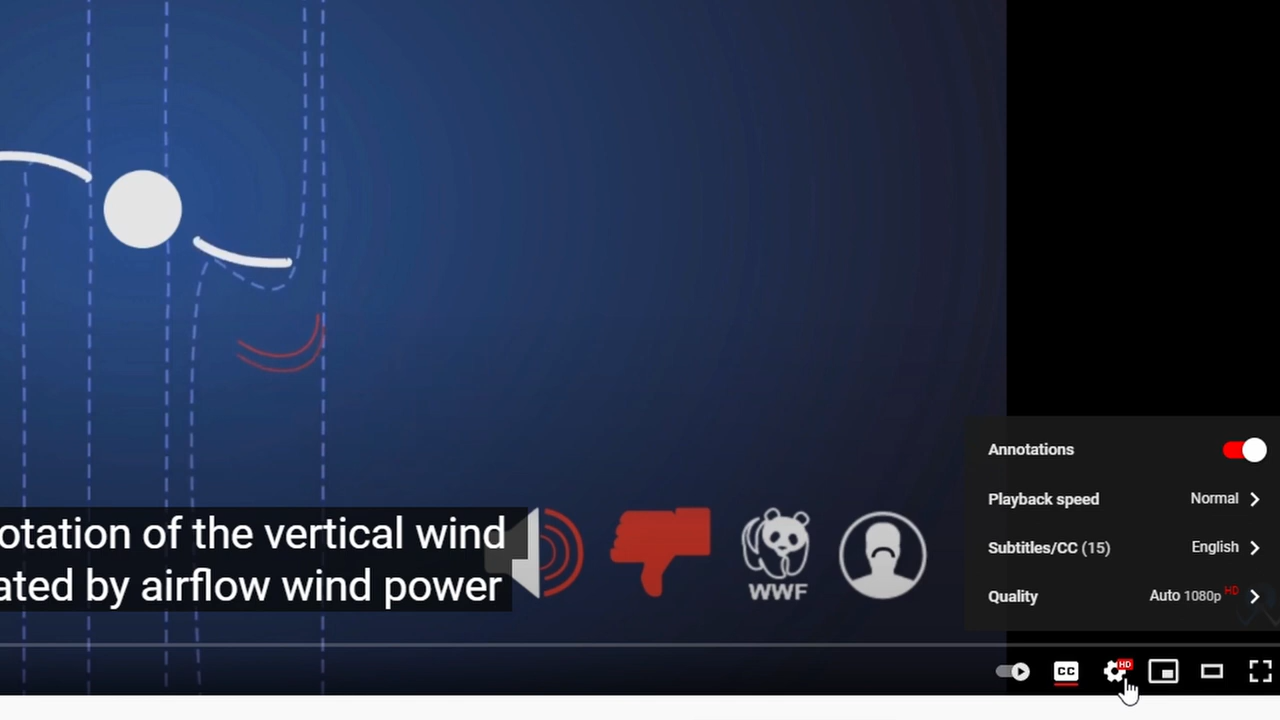 Annotations
Playback speed Normal
Subtitles/CC (15) English
Quality Auto 1080p HD
otation of the vertical wind
ated by airflow wind power
WWF
CC HD